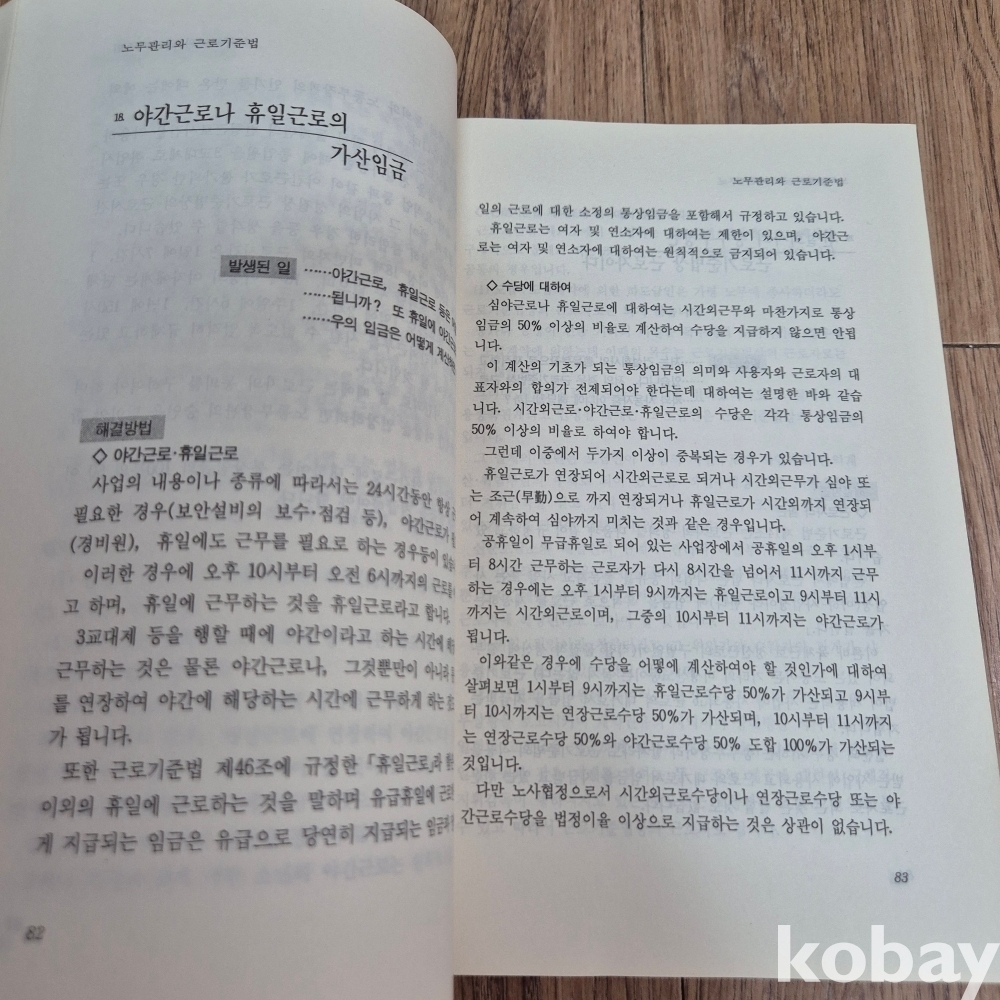 노무관리와 근로기준법
18. 야간근로나 휴일근로의
가산임금
발생된 일 ……야간근로, 휴일근로 등은
……됩니까? 또 휴일에
……우의 임금은 어떻게
해결방법
◇ 야간근로·휴일근로
사업의 내용이나 종류에 따라서는 24시간동안 항상
필요한 경우(보안설비의 보수·점검 등), 야간근로가
(경비원), 휴일에도 근무를 필요로 하는 경우등이
이러한 경우에 오후 10시부터 오전 6시까지의
고 하며, 휴일에 근무하는 것을 휴일근로라고 합니다.
3교대제 등을 행할 때에 야간이라고 하는 시간에
근무하는 것은 물론 야간근로나, 그것뿐만이 아니라
를 연장하여 야간에 해당하는 시간에 근무하게 하는
가 됩니다.
또한 근로기준법 제46조에 규정한 「휴일근로」라
이외의 휴일에 근로하는 것을 말하며 유급휴일에
게 지급되는 임금은 유급으로 당연히 지급되는
82
노무관리와 근로기준법
일의 근로에 대한 소정의 통상임금을 포함해서 규정하고 있습니다.
휴일근로는 여자 및 연소자에 대하여는 제한이 있으며, 야간근
로는 여자 및 연소자에 대하여는 원칙적으로 금지되어 있습니다.
◇ 수당에 대하여
심야근로나 휴일근로에 대하여는 시간외근무와 마찬가지로 통상
임금의 50% 이상의 비율로 계산하여 수당을 지급하지 않으면 안됩
니다.
이 계산의 기초가 되는 통상임금의 의미와 사용자와 근로자의 대
표자와의 합의가 전제되어야 한다는데 대하여는 설명한 바와 같습
니다. 시간외근로·야간근로·휴일근로의 수당은 각각 통상임금의
50% 이상의 비율로 하여야 합니다.
그런데 이중에서 두가지 이상이 중복되는 경우가 있습니다.
휴일근로가 연장되어 시간외근로로 되거나 시간외근무가 심야 또
는 조근(早勤)으로 까지 연장되거나 휴일근로가 시간외까지 연장되
어 계속하여 심야까지 미치는 것과 같은 경우입니다.
공휴일이 무급휴일로 되어 있는 사업장에서 공휴일의 오후 1시부
터 8시간 근무하는 근로자가 다시 8시간을 넘어서 11시까지 근무
하는 경우에는 오후 1시부터 9시까지는 휴일근로이고 9시부터 11시
까지는 시간외근로이며, 그중의 10시부터 11시까지는 야간근로가
됩니다.
이와같은 경우에 수당을 어떻에 계산하여야 할 것인가에 대하여
살펴보면 1시부터 9시까지는 휴일근로수당 50%가 가산되고 9시부
터 10시까지는 연장근로수당 50%가 가산되며, 10시부터 11시까지
는 연장근로수당 50%와 야간근로수당 50% 도합 100%가 가산되는
것입니다.
다만 노사협정으로서 시간외근로수당이나 연장근로수당 또는 야
간근로수당을 법정이율 이상으로 지급하는 것은 상관이 없습니다.
83
kobay